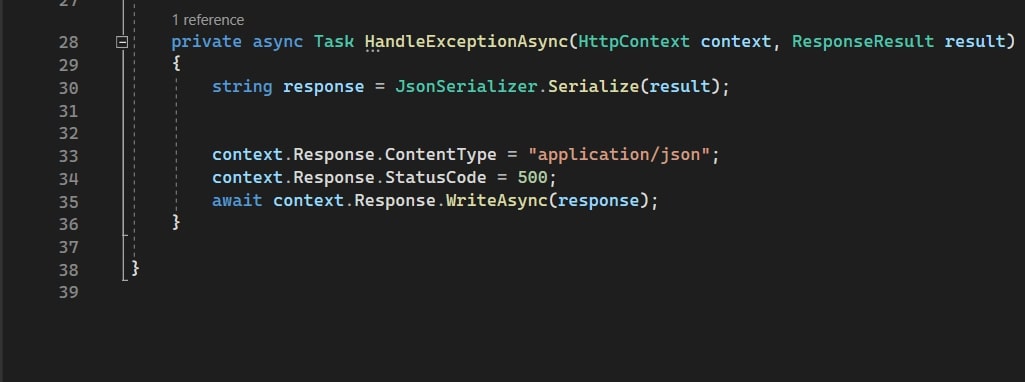 27
1 reference
28 private async Task HandleExceptionAsync(HttpContext context, ResponseResult result)
29 {
30 string response = JsonSerializer.Serialize(result);
31
32
33 context.Response.ContentType = "application/json";
34 context.Response.StatusCode = 500;
35 await context.Response.WriteAsync(response);
36 }
37
38 }
39